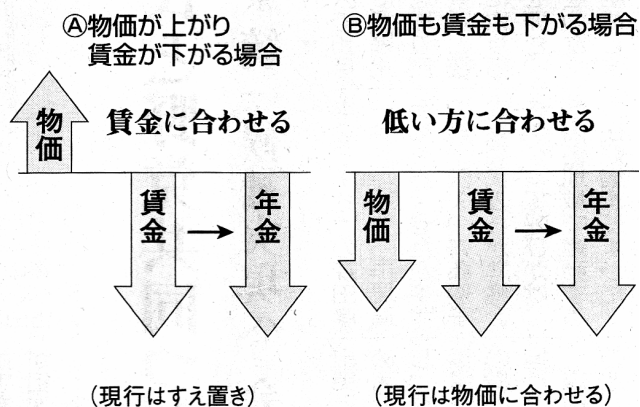 Ⓐ物価が上がり
賃金が下がる場合
賃金に合わせる
物価
賃金
年金
(現行はすえ置き)
Ⓑ物価も賃金も下がる場合
低い方に合わせる
物価
賃金
年金
(現行は物価に合わせる)